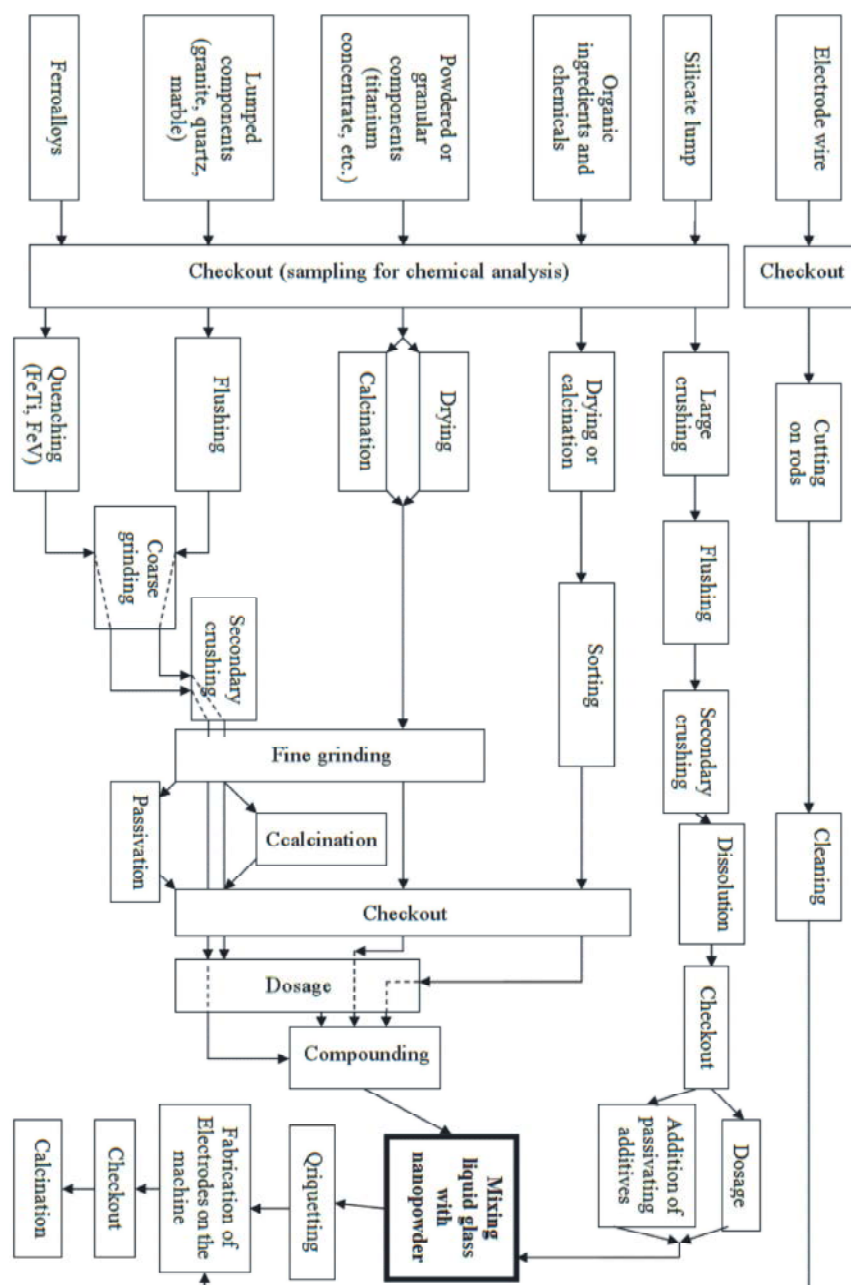 Ferroalloys
Lumped
components
(granite, quartz,
marble)
Powdered or
granular
components
(titanium
concentrate, etc.)
Organic
ingredients and
chemicals
Silicate lump
Electrode wire
Checkout (sampling for chemical analysis)
Checkout
Quenching
(FeTi, FeV)
Flushing
Calcination
Drying
Drying or
calcination
Large
crushing
Cutting
on rods
Coarse
grinding
Flushing
Secondary
crushing
Sorting
Secondary
crushing
Fine grinding
Passivation
Ccalcination
Dissolution
Cleaning
Checkout
Dosage
Checkout
Compounding
Addition of
passivating
additives
Dosage
Mixing
liquid glass
with
nanopowder
Qriquetting
Fabrication of
Electrodes on the
machine
Checkout
Calcination